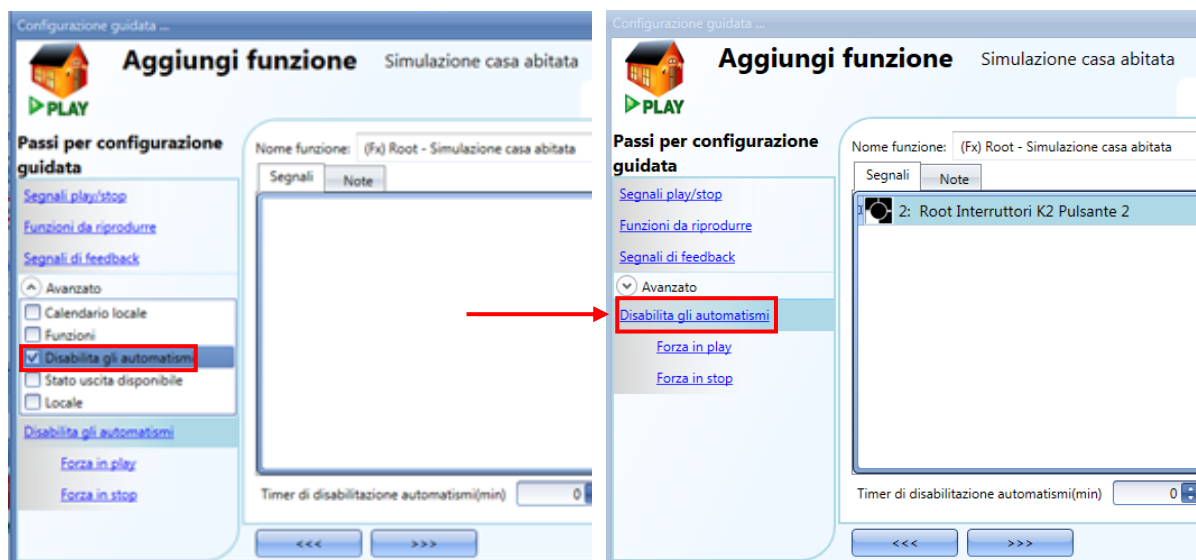 Configurazione guidata ...
Aggiungi funzione Simulazione casa abitata
PLAY
Passi per configurazione
guidata
Segnali play/stop
Funzioni da riprodurre
Segnali di feedback
Avanzato
Calendario locale
Funzioni
Disabilita gli automatismi
Stato uscita disponibile
Locale
Disabilita gli automatismi
Forza in play
Forza in stop
Nome funzione: (Fx) Root - Simulazione casa abitata
Segnali Note
Timer di disabilitazione automatismi(min) 0
<<< >>>
Configurazione guidata ...
Aggiungi funzione Simulazione casa abitata
PLAY
Passi per configurazione
guidata
Segnali play/stop
Funzioni da riprodurre
Segnali di feedback
Avanzato
Disabilita gli automatismi
Forza in play
Forza in stop
Nome funzione: (Fx) Root - Simulazione casa abitata
Segnali Note
2: Root Interruttori K2 Pulsante 2
Timer di disabilitazione automatismi(min) 0
<<< >>>